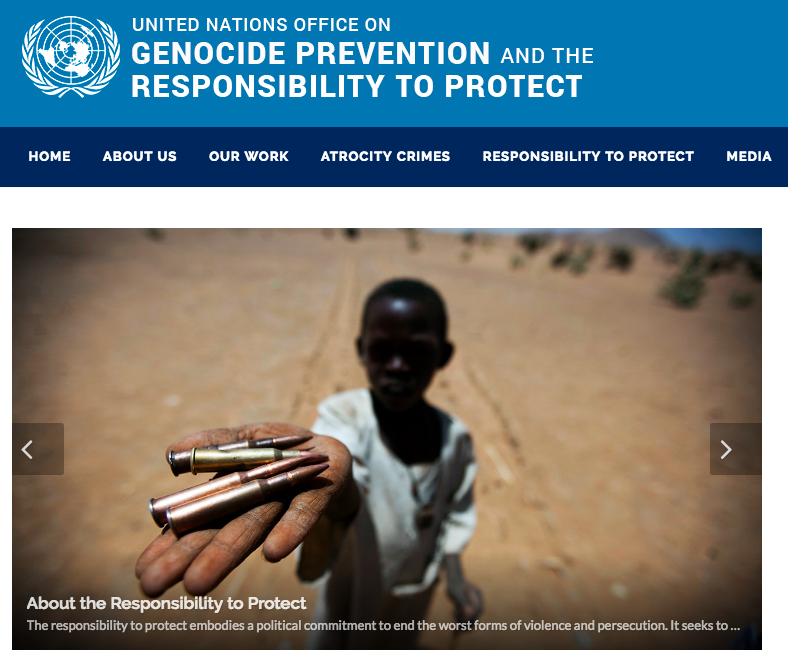 UNITED NATIONS OFFICE ON
GENOCIDE PREVENTION AND THE
RESPONSIBILITY TO PROTECT
HOME ABOUT US OUR WORK ATROCITY CRIMES RESPONSIBILITY TO PROTECT MEDIA
About the Responsibility to Protect
The responsibility to protect embodies a political commitment to end the worst forms of violence and persecution. It seeks to ...